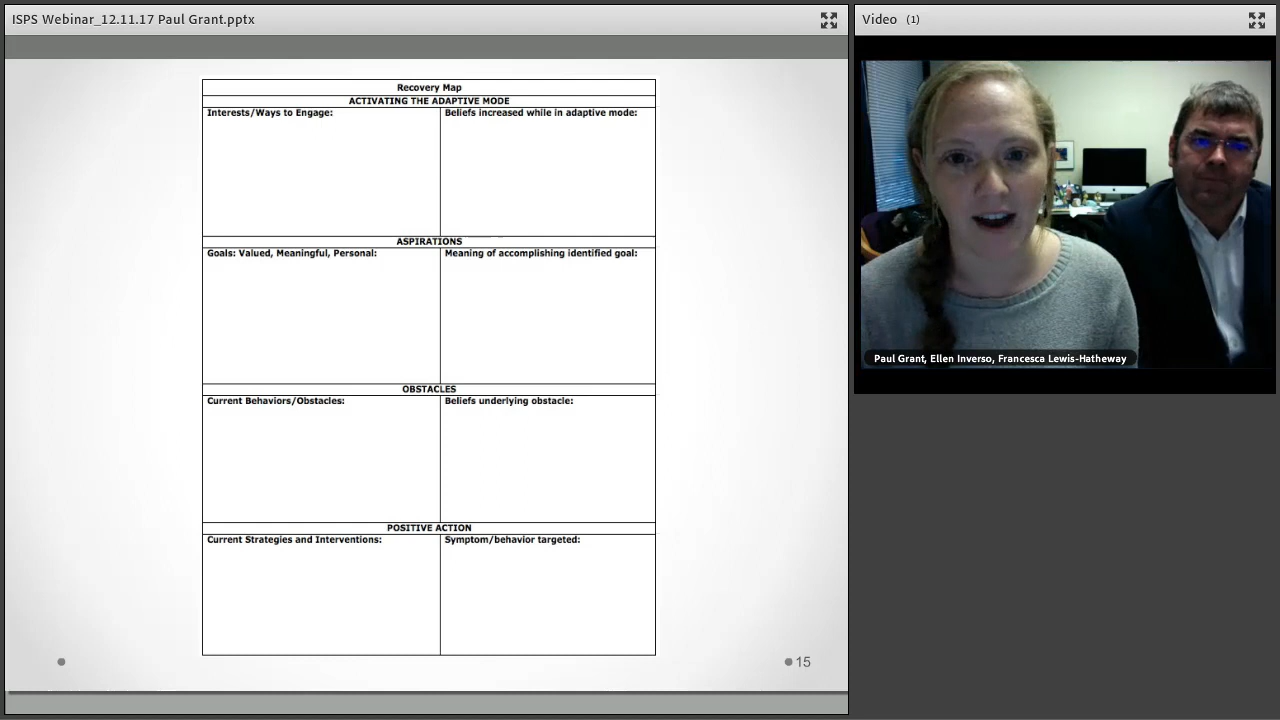 ISPS Webinar_12.11.17 Paul Grant.pptx
Recovery Map
ACTIVATING THE ADAPTIVE MODE
Interests/Ways to Engage:
Beliefs increased while in adaptive mode:
ASPIRATIONS
Goals: Valued, Meaningful, Personal:
Meaning of accomplishing identified goal:
OBSTACLES
Current Behaviors/Obstacles:
Beliefs underlying obstacle:
POSITIVE ACTION
Current Strategies and Interventions:
Symptom/behavior targeted:
15
Video (1)
Paul Grant, Ellen Inverso, Francesca Lewis-Hatheway